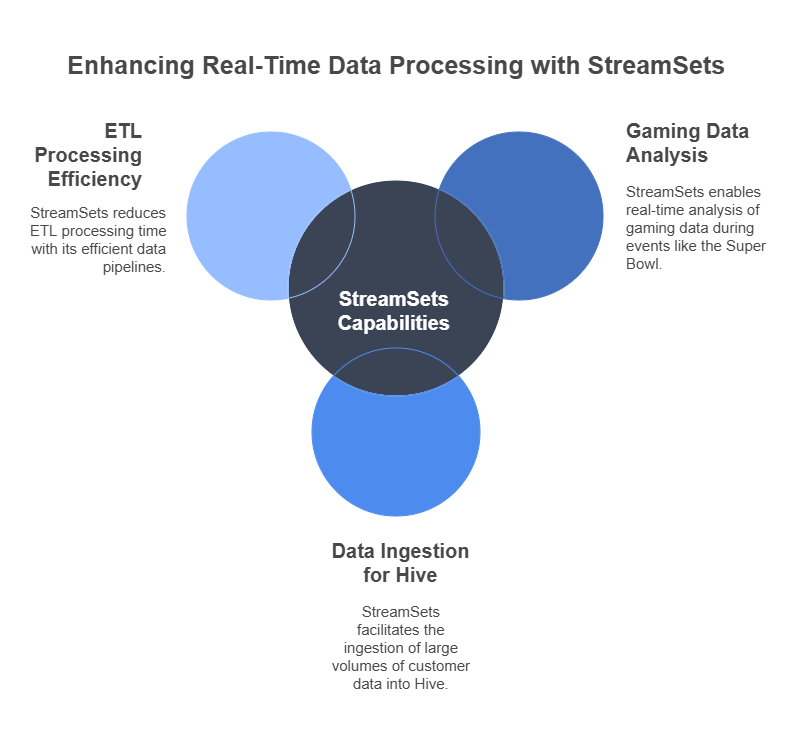 Enhancing Real-Time Data Processing with StreamSets
ETL
Processing
Efficiency
StreamSets reduces
ETL processing time
with its efficient data
pipelines.
Gaming Data
Analysis
StreamSets enables
real-time analysis of
gaming data during
events like the Super
Bowl.
StreamSets
Capabilities
Data Ingestion
for Hive
StreamSets
facilitates the
ingestion of large
volumes of customer
data into Hive.